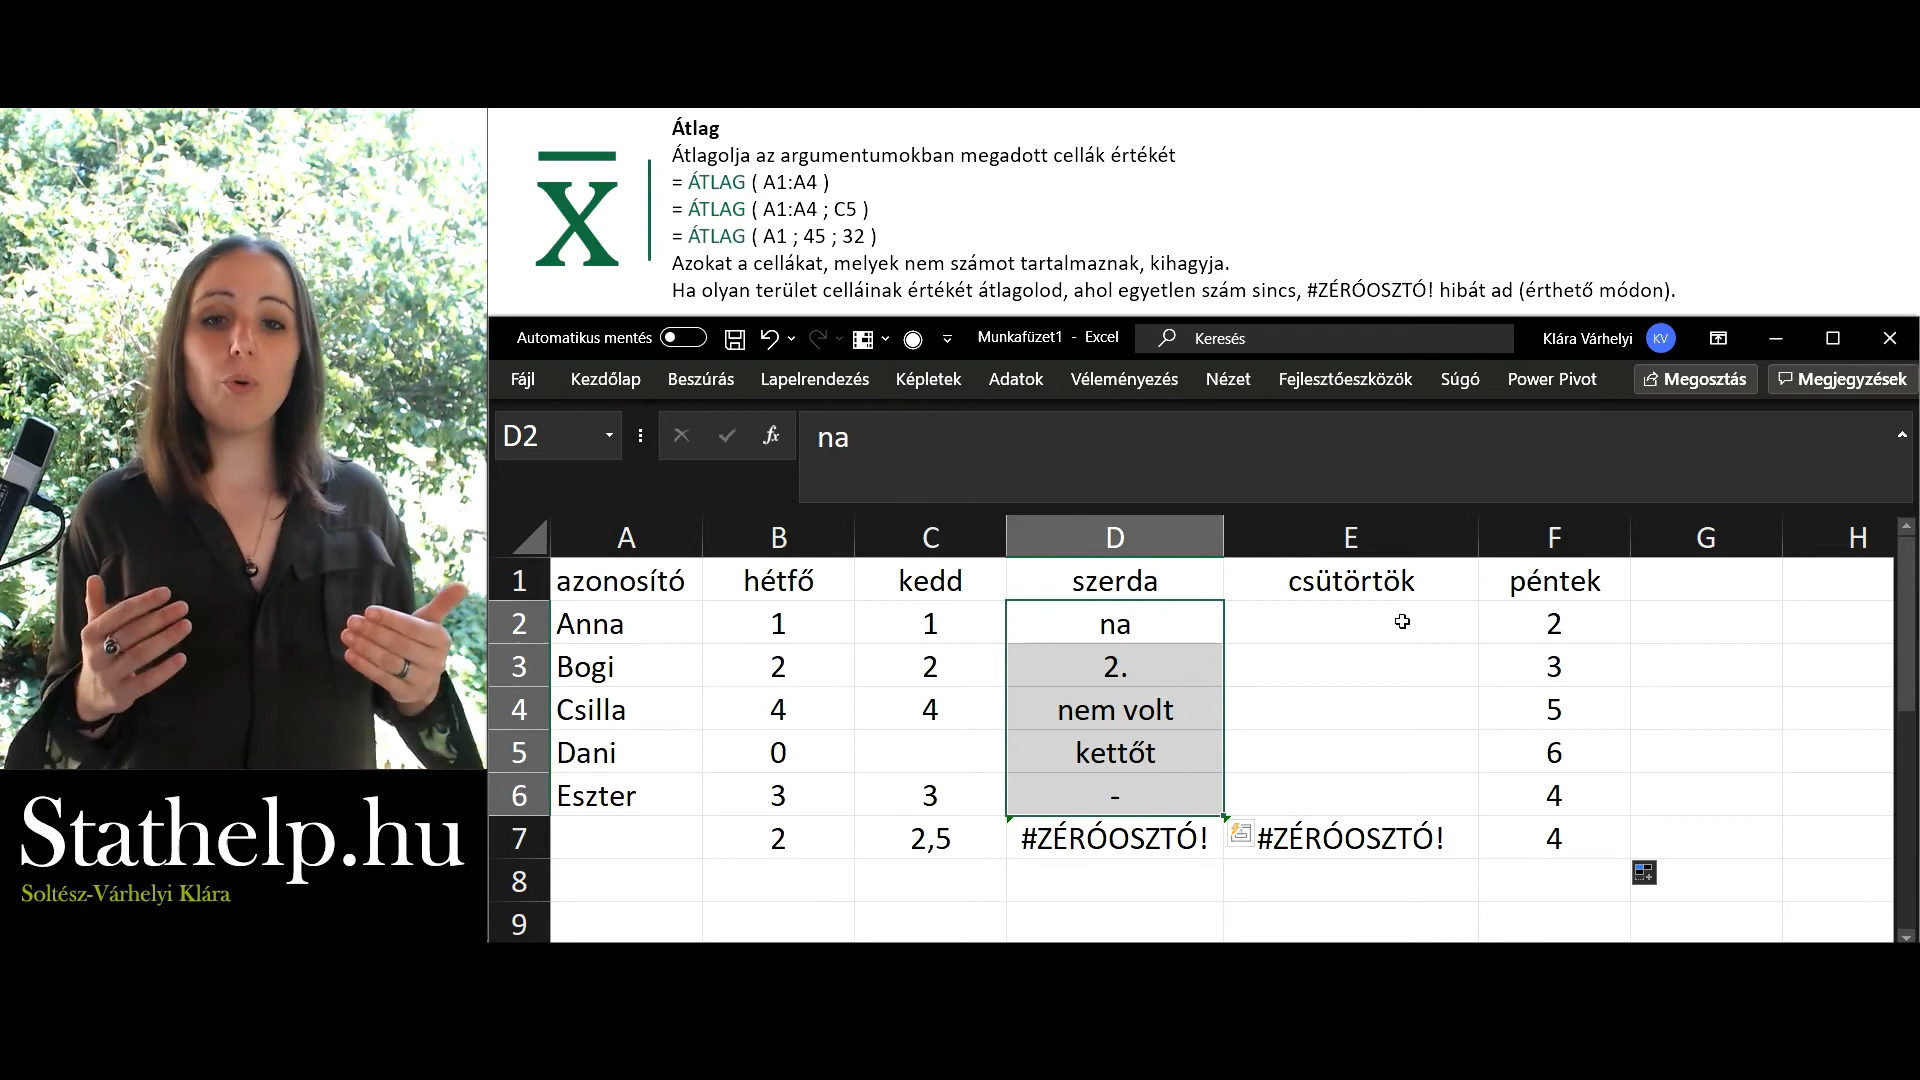 Átlag
Átlagolja az argumentumokban megadott cellák értékét
= ÁTLAG ( A1:A4 )
= ÁTLAG ( A1:A4 ; C5 )
= ÁTLAG ( A1 ; 45 ; 32 )
Azokat a cellákat, melyek nem számot tartalmaznak, kihagyja.
Ha olyan terület celláinak értékét átlagolod, ahol egyetlen szám sincs, #ZÉRÓOSZTÓ! hibát ad (érthető módon).
x
Automatikus mentés Munkafüzet1 - Excel Keresés Klára Várhelyi KV
Fájl Kezdőlap Beszúrás Lapelrendezés Képletek Adatok Véleményezés Nézet Fejlesztőeszközök Súgó Power Pivot Megosztás Megjegyzések
D2 fx na
A B C D E F G H
1 azonosító hétfő kedd szerda csütörtök péntek
2 Anna 1 1 na 2
3 Bogi 2 2 2. 3
4 Csilla 4 4 nem volt 5
5 Dani 0 kettőt 6
6 Eszter 3 3 - 4
7 2 2,5 #ZÉRÓOSZTÓ! #ZÉRÓOSZTÓ! 4
8
9
Stathelp.hu
Soltész-Várhelyi Klára